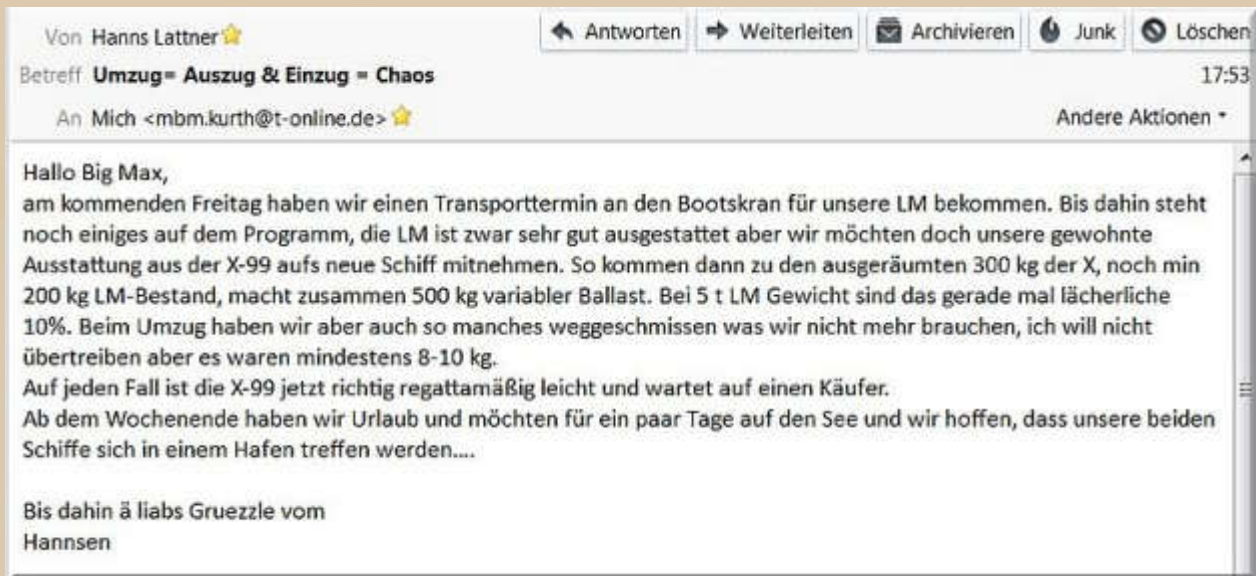 Von Hanns Lattner
Antworten Weiterleiten Archivieren Junk Löschen
Betreff Umzug= Auszug & Einzug = Chaos 17:53
An Mich <mbm.kurth@t-online.de> Andere Aktionen
Hallo Big Max,
am kommenden Freitag haben wir einen Transporttermin an den Bootskran für unsere LM bekommen. Bis dahin steht
noch einiges auf dem Programm, die LM ist zwar sehr gut ausgestattet aber wir möchten doch unsere gewohnte
Ausstattung aus der X-99 aufs neue Schiff mitnehmen. So kommen dann zu den ausgeräumten 300 kg der X, noch min
200 kg LM-Bestand, macht zusammen 500 kg variabler Ballast. Bei 5 t LM Gewicht sind das gerade mal lächerliche
10%. Beim Umzug haben wir aber auch so manches weggeschmissen was wir nicht mehr brauchen, ich will nicht
übertreiben aber es waren mindestens 8-10 kg.
Auf jeden Fall ist die X-99 jetzt richtig regattamäßig leicht und wartet auf einen Käufer.
Ab dem Wochenende haben wir Urlaub und möchten für ein paar Tage auf den See und wir hoffen, dass unsere beiden
Schiffe sich in einem Hafen treffen werden....
Bis dahin ä liabs Gruezzle vom
Hannsen